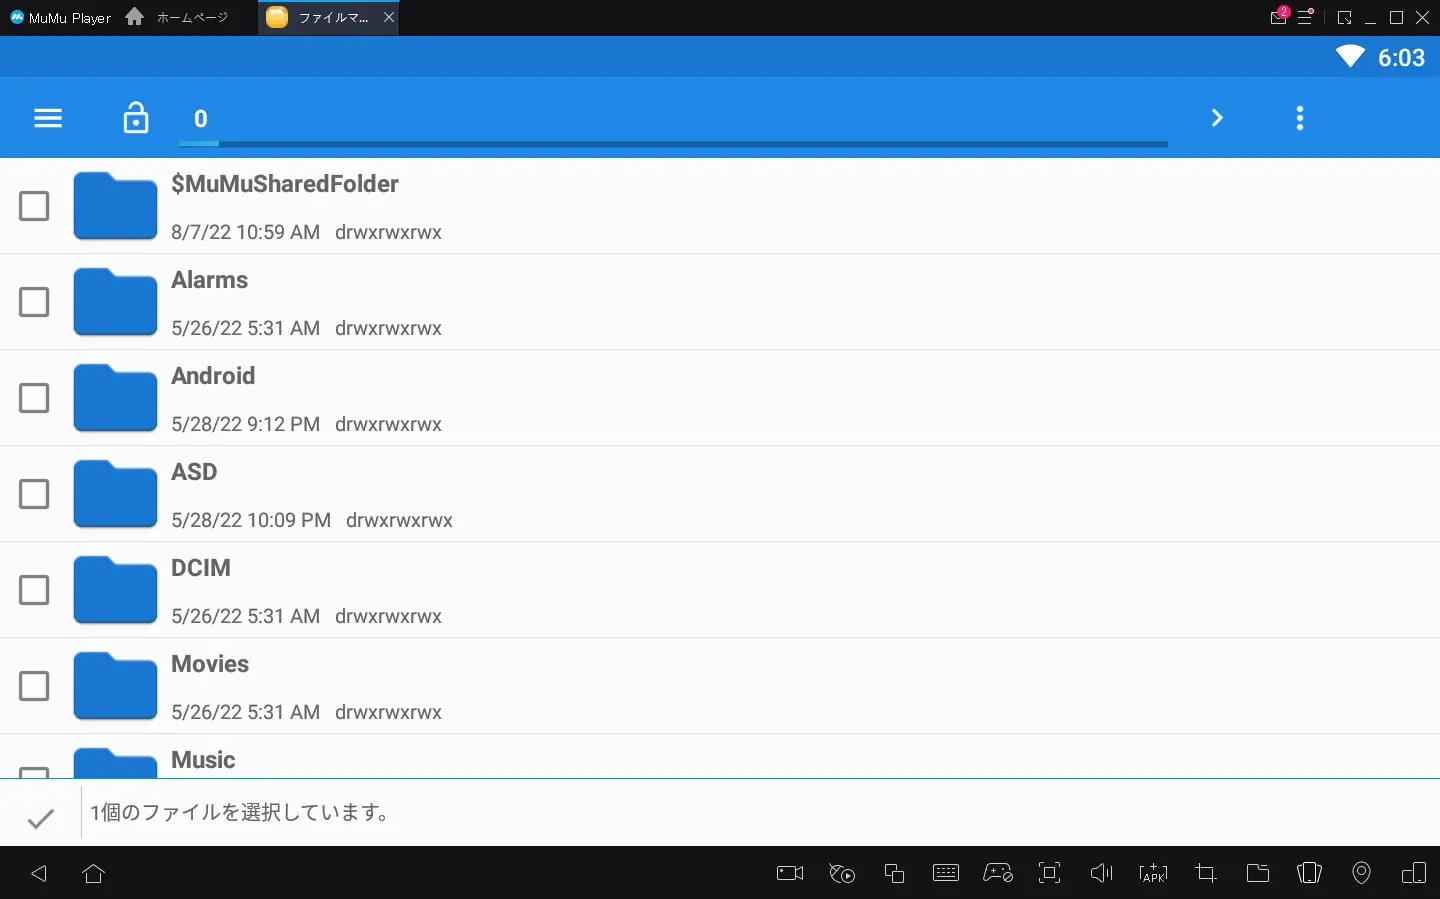 MuMu Player ホームページ ファイルマ... 2
6:03
0
$MuMuSharedFolder
8/7/22 10:59 AM drwxrwxrwx
Alarms
5/26/22 5:31 AM drwxrwxrwx
Android
5/28/22 9:12 PM drwxrwxrwx
ASD
5/28/22 10:09 PM drwxrwxrwx
DCIM
5/26/22 5:31 AM drwxrwxrwx
Movies
5/26/22 5:31 AM drwxrwxrwx
Music
1個のファイルを選択しています。
APK